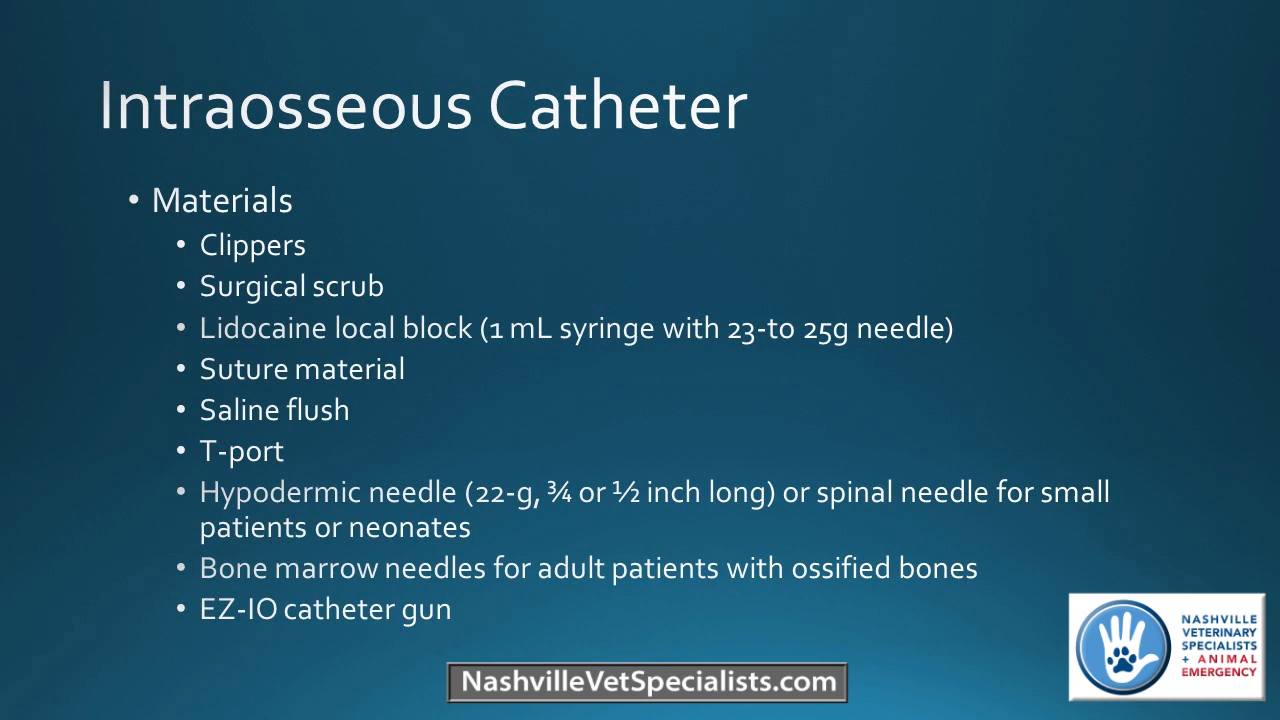 Intraosseous Catheter
• Materials
• Clippers
• Surgical scrub
• Lidocaine local block (1 mL syringe with 23-to 25g needle)
• Suture material
• Saline flush
• T-port
• Hypodermic needle (22-g, ¾ or ½ inch long) or spinal needle for small
patients or neonates
• Bone marrow needles for adult patients with ossified bones
• EZ-IO catheter gun
NASHVILLE
VETERINARY
SPECIALISTS
+ ANIMAL
EMERGENCY
NashvilleVetSpecialists.com